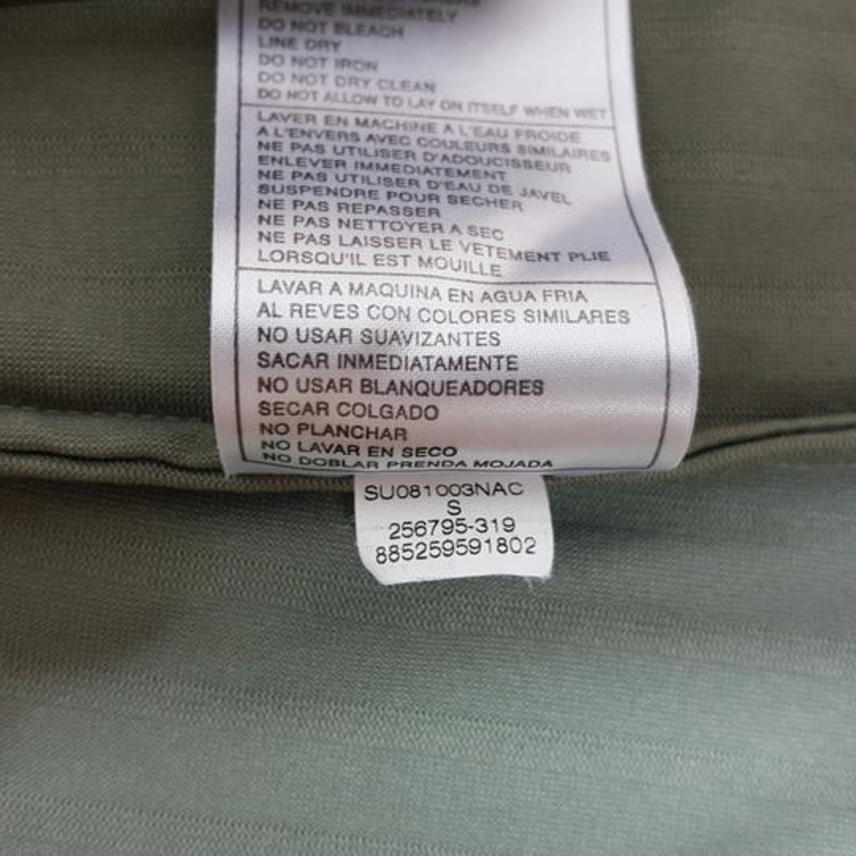 REMOVE IMMEDIATELY
DO NOT BLEACH
LINE DRY
DO NOT IRON
DO NOT DRY CLEAN
DO NOT ALLOW TO LAY ON ITSELF WHEN WET
LAVER EN MACHINE A L'EAU FROIDE
A L'ENVERS AVEC COULEURS SIMILAIRES
NE PAS UTILISER D'ADOUCISSEUR
ENLEVER IMMEDIATEMENT
NE PAS UTILISER D'EAU DE JAVEL
SUSPENDRE POUR SECHER
NE PAS REPASSER
NE PAS NETTOYER A SEC
NE PAS LAISSER LE VETEMENT PLIE
LORSQU'IL EST MOUILLE
LAVAR A MAQUINA EN AGUA FRIA
AL REVES CON COLORES SIMILARES
NO USAR SUAVIZANTES
SACAR INMEDIATAMENTE
NO USAR BLANQUEADORES
SECAR COLGADO
NO PLANCHAR
NO LAVAR EN SECO
NO DOBLAR PRENDA MOJADA
SU081003NAC
S
256795-319
885259591802